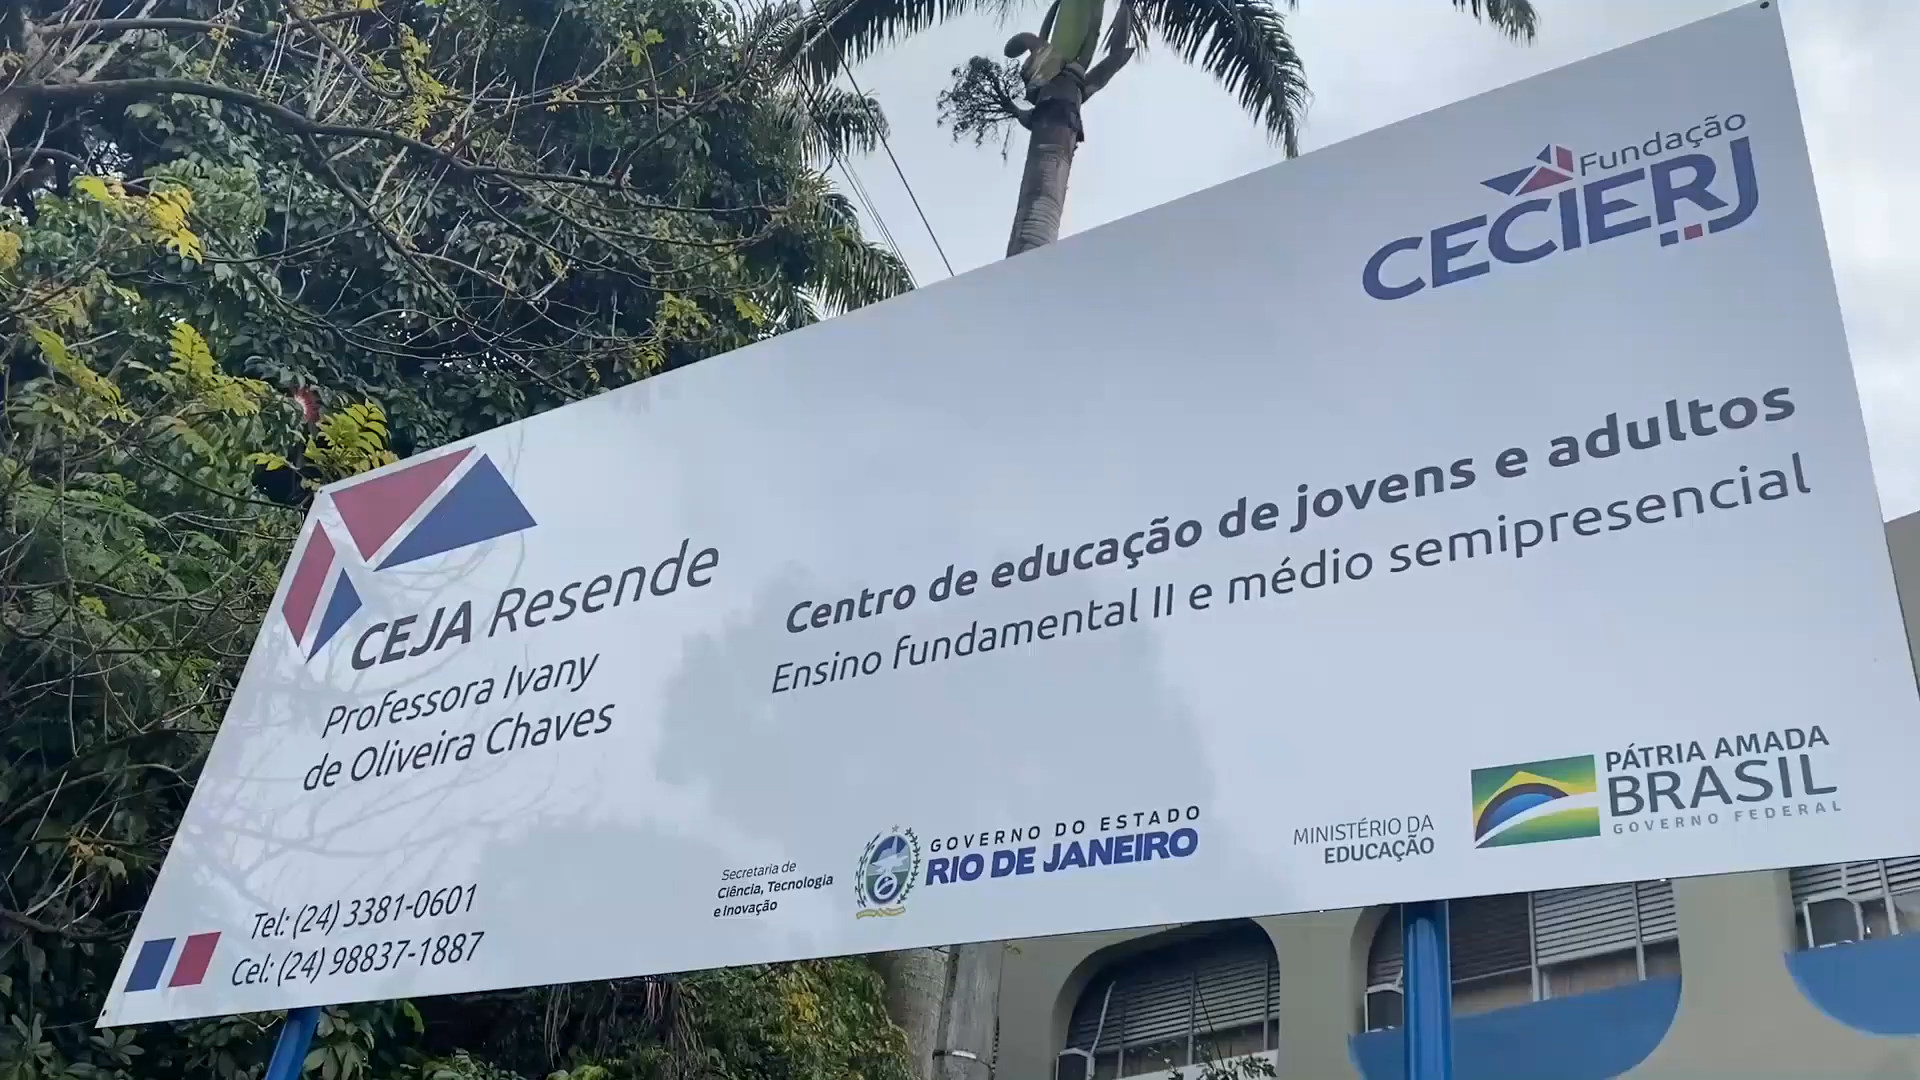 Fundação
CECIERJ
CEJA Resende
Professora Ivany
de Oliveira Chaves
Centro de educação de jovens e adultos
Ensino fundamental II e médio semipresencial
Tel: (24) 3381-0601
Cel: (24) 98837-1887
Secretaria de
Ciência, Tecnologia
e Inovação
GOVERNO DO ESTADO
RIO DE JANEIRO
MINISTÉRIO DA
EDUCAÇÃO
PÁTRIA AMADA
BRASIL
GOVERNO FEDERAL